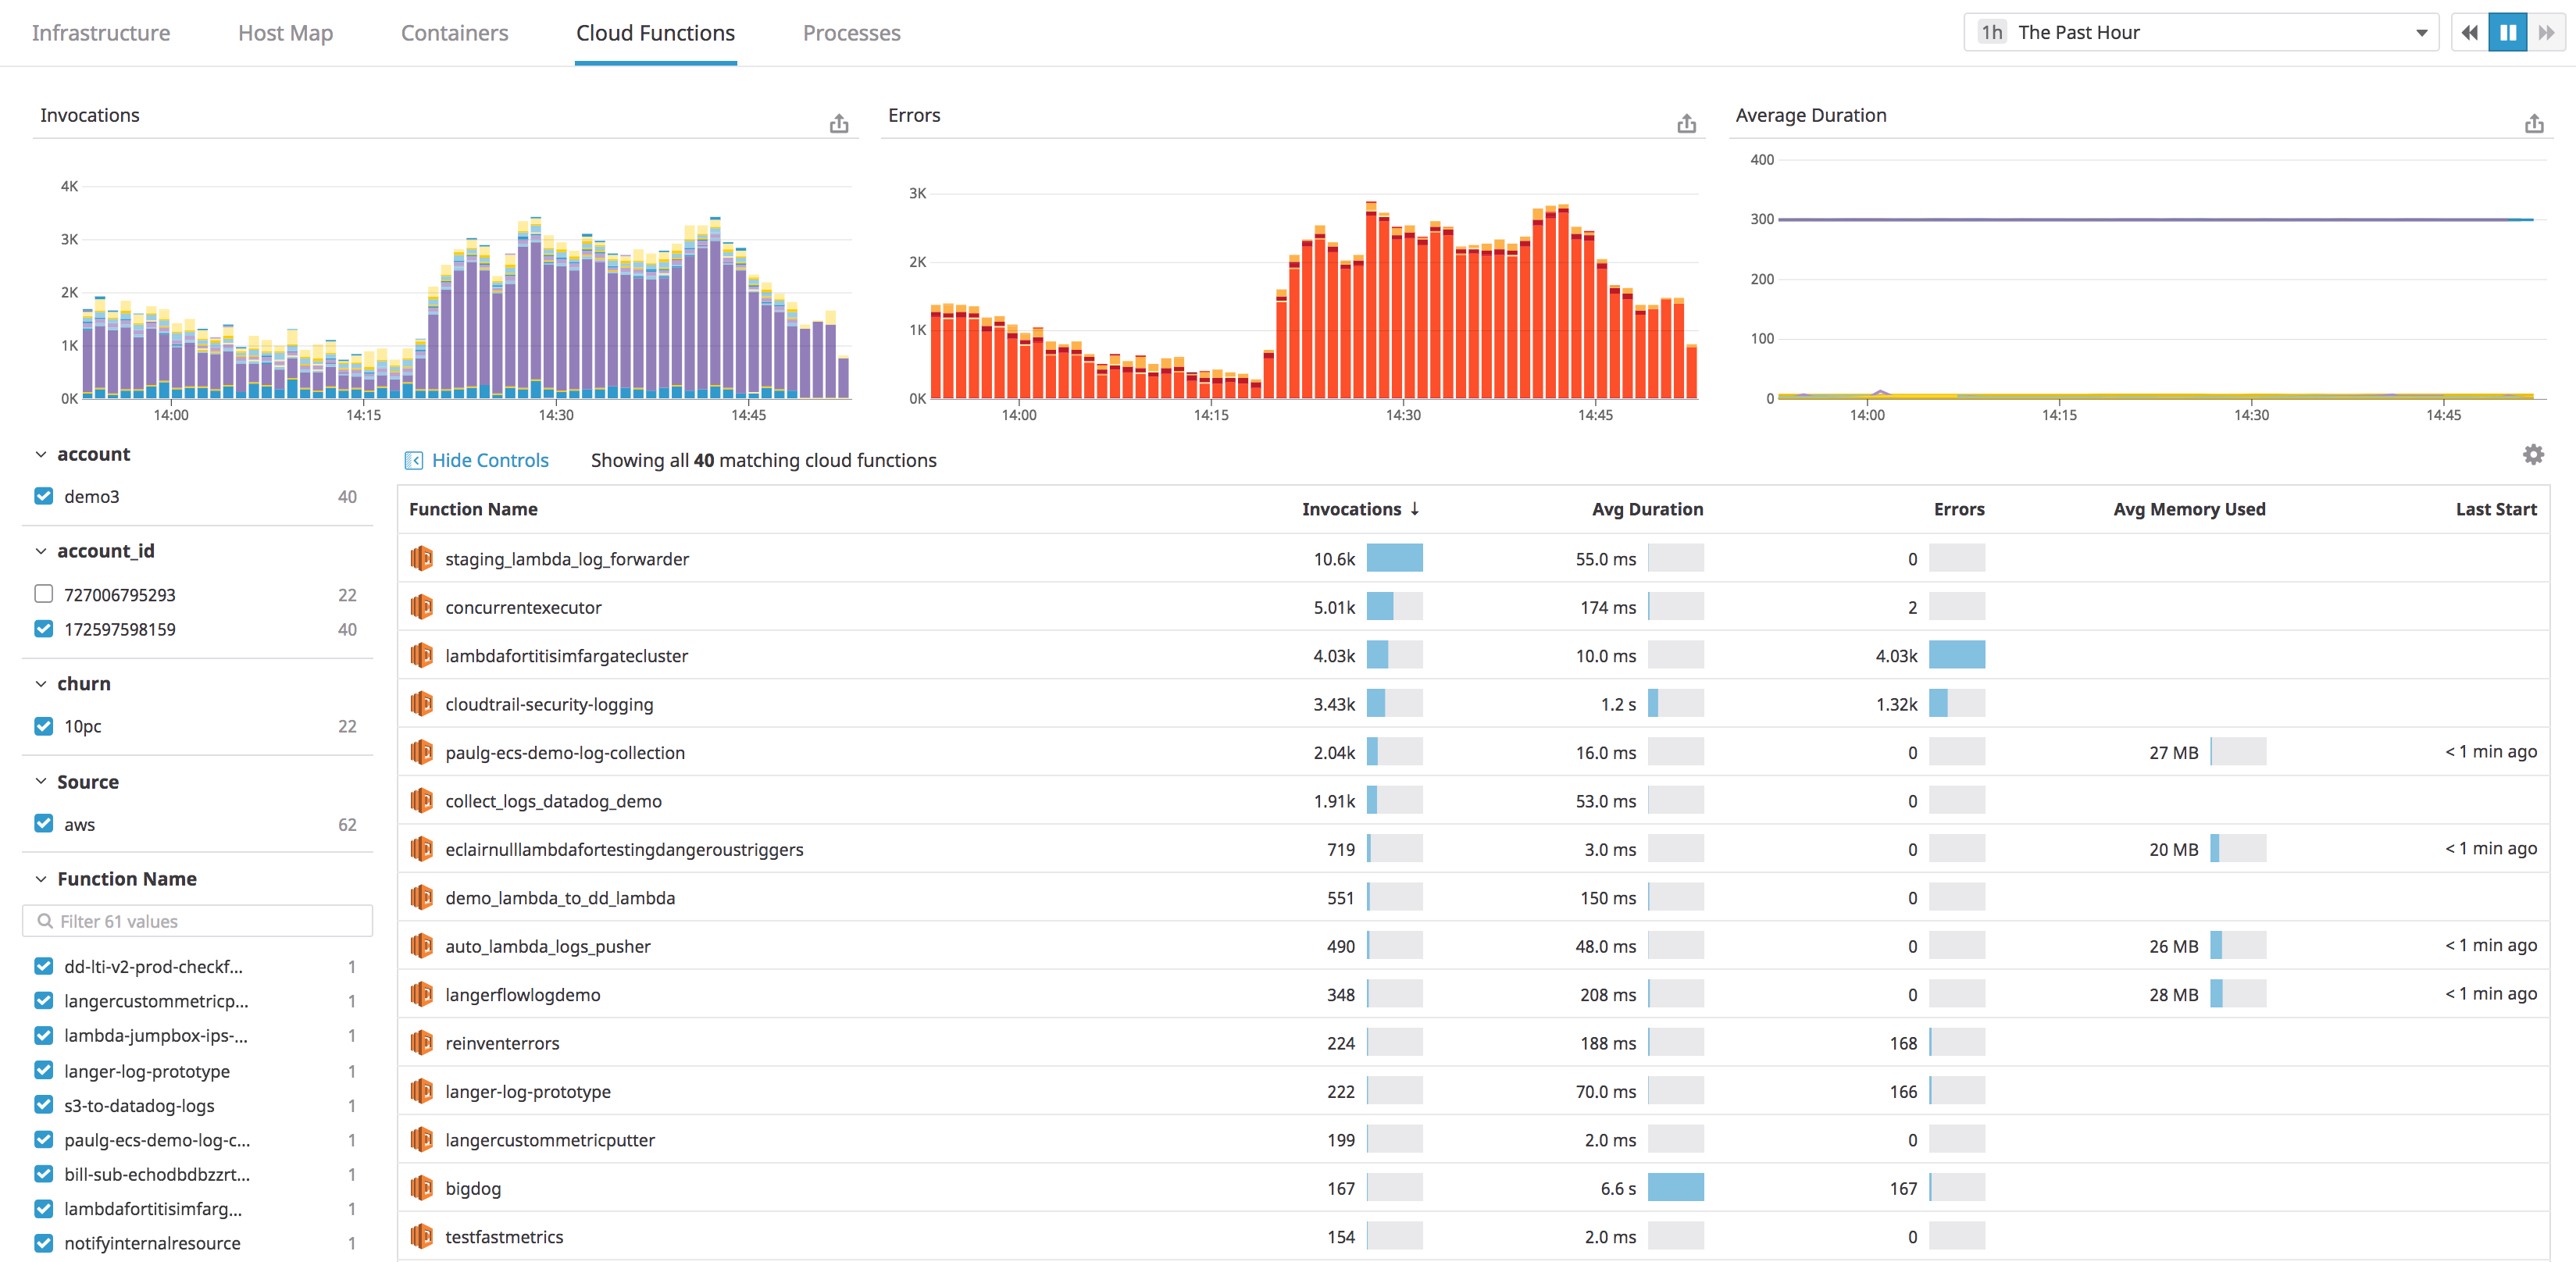 Infrastructure Host Map Containers Cloud Functions Processes 1h The Past Hour
Invocations
4K
3K
2K
1K
0K
14:00 14:15 14:30 14:45
Errors
3K
2K
1K
0K
14:00 14:15 14:30 14:45
Average Duration
400
300
200
100
0
14:00 14:15 14:30 14:45
account
demo3 40
account_id
727006795293 22
172597598159 40
churn
10pc 22
Source
aws 62
Function Name
Filter 61 values
dd-lti-v2-prod-checkf... 1
langercustommetricp... 1
lambda-jumpbox-ips-... 1
langer-log-prototype 1
s3-to-datadog-logs 1
paulg-ecs-demo-log-c... 1
bill-sub-echodbdbzzrt... 1
lambdafortitisimfarg... 1
notifyinternalresource 1
Hide Controls Showing all 40 matching cloud functions
Function Name Invocations ↓ Avg Duration Errors Avg Memory Used Last Start
staging_lambda_log_forwarder 10.6k 55.0 ms 0
concurrentexecutor 5.01k 174 ms 2
lambdafortitisimfargatecluster 4.03k 10.0 ms 4.03k
cloudtrail-security-logging 3.43k 1.2 s 1.32k
paulg-ecs-demo-log-collection 2.04k 16.0 ms 0 27 MB < 1 min ago
collect_logs_datadog_demo 1.91k 53.0 ms 0
eclairnulllambdafortestingdangeroustriggers 719 3.0 ms 0 20 MB < 1 min ago
demo_lambda_to_dd_lambda 551 150 ms 0
auto_lambda_logs_pusher 490 48.0 ms 0 26 MB < 1 min ago
langerflowlogdemo 348 208 ms 0 28 MB < 1 min ago
reinventerrors 224 188 ms 168
langer-log-prototype 222 70.0 ms 166
langercustommetricputter 199 2.0 ms 0
bigdog 167 6.6 s 167
testfastmetrics 154 2.0 ms 0